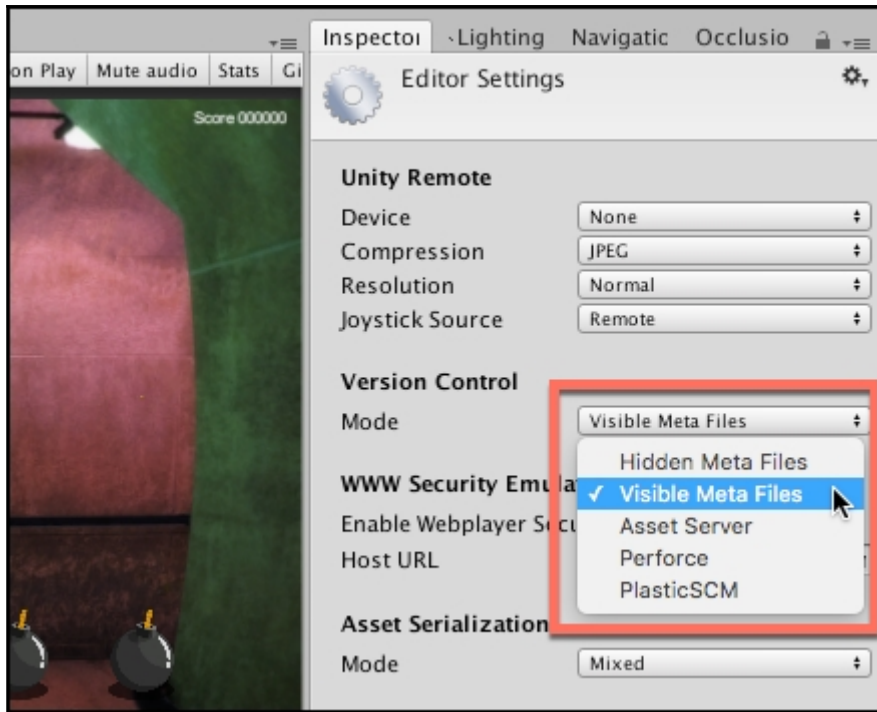 Inspector Lighting Navigatic Occlusio
on Play Mute audio Stats Gi
Editor Settings
Score 000000
Unity Remote
Device None
Compression JPEG
Resolution Normal
Joystick Source Remote
Version Control
Mode Visible Meta Files
Hidden Meta Files
WWW Security Emula
✓ Visible Meta Files
Enable Webplayer Secu
Asset Server
Host URL
Perforce
PlasticSCM
Asset Serialization
Mode Mixed